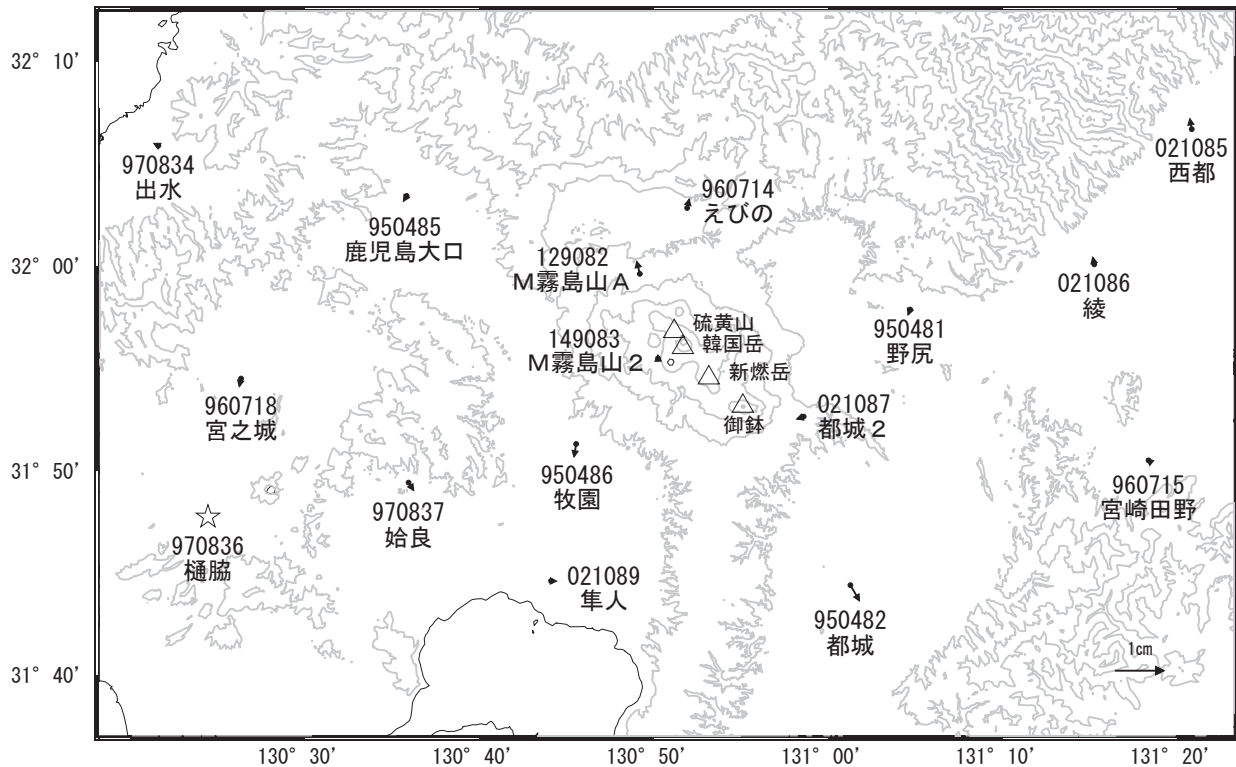 32° 10′
970834
出水
950485
鹿児島大口
960714
えびの
021085
西都
32° 00′
129082
M霧島山A
021086
綾
149083
M霧島山2
硫黄山
韓国岳
新燃岳
御鉢
950481
野尻
960718
宮之城
021087
都城2
31° 50′
950486
牧園
960715
宮崎田野
970837
姶良
970836
樋脇
021089
隼人
950482
都城
1cm
31° 40′
130° 30′
130° 40′
130° 50′
131° 00′
131° 10′
131° 20′